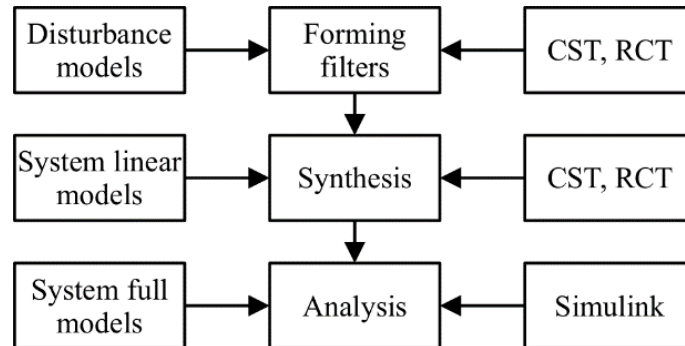 Disturbance
models
Forming
filters
CST, RCT
System linear
models
Synthesis
CST, RCT
System full
models
Analysis
Simulink